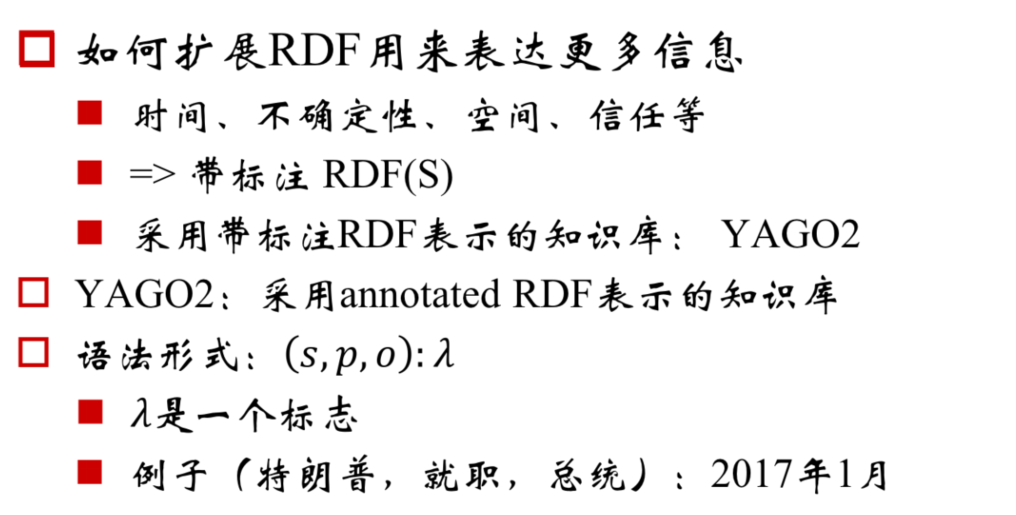 如何扩展RDF用来表达更多信息
时间、不确定性、空间、信任等
=> 带标注 RDF(S)
采用带标注RDF表示的知识库： YAGO2
YAGO2：采用annotated RDF表示的知识库
语法形式：(s,p,o):λ
λ是一个标志
例子（特朗普，就职，总统）：2017年1月